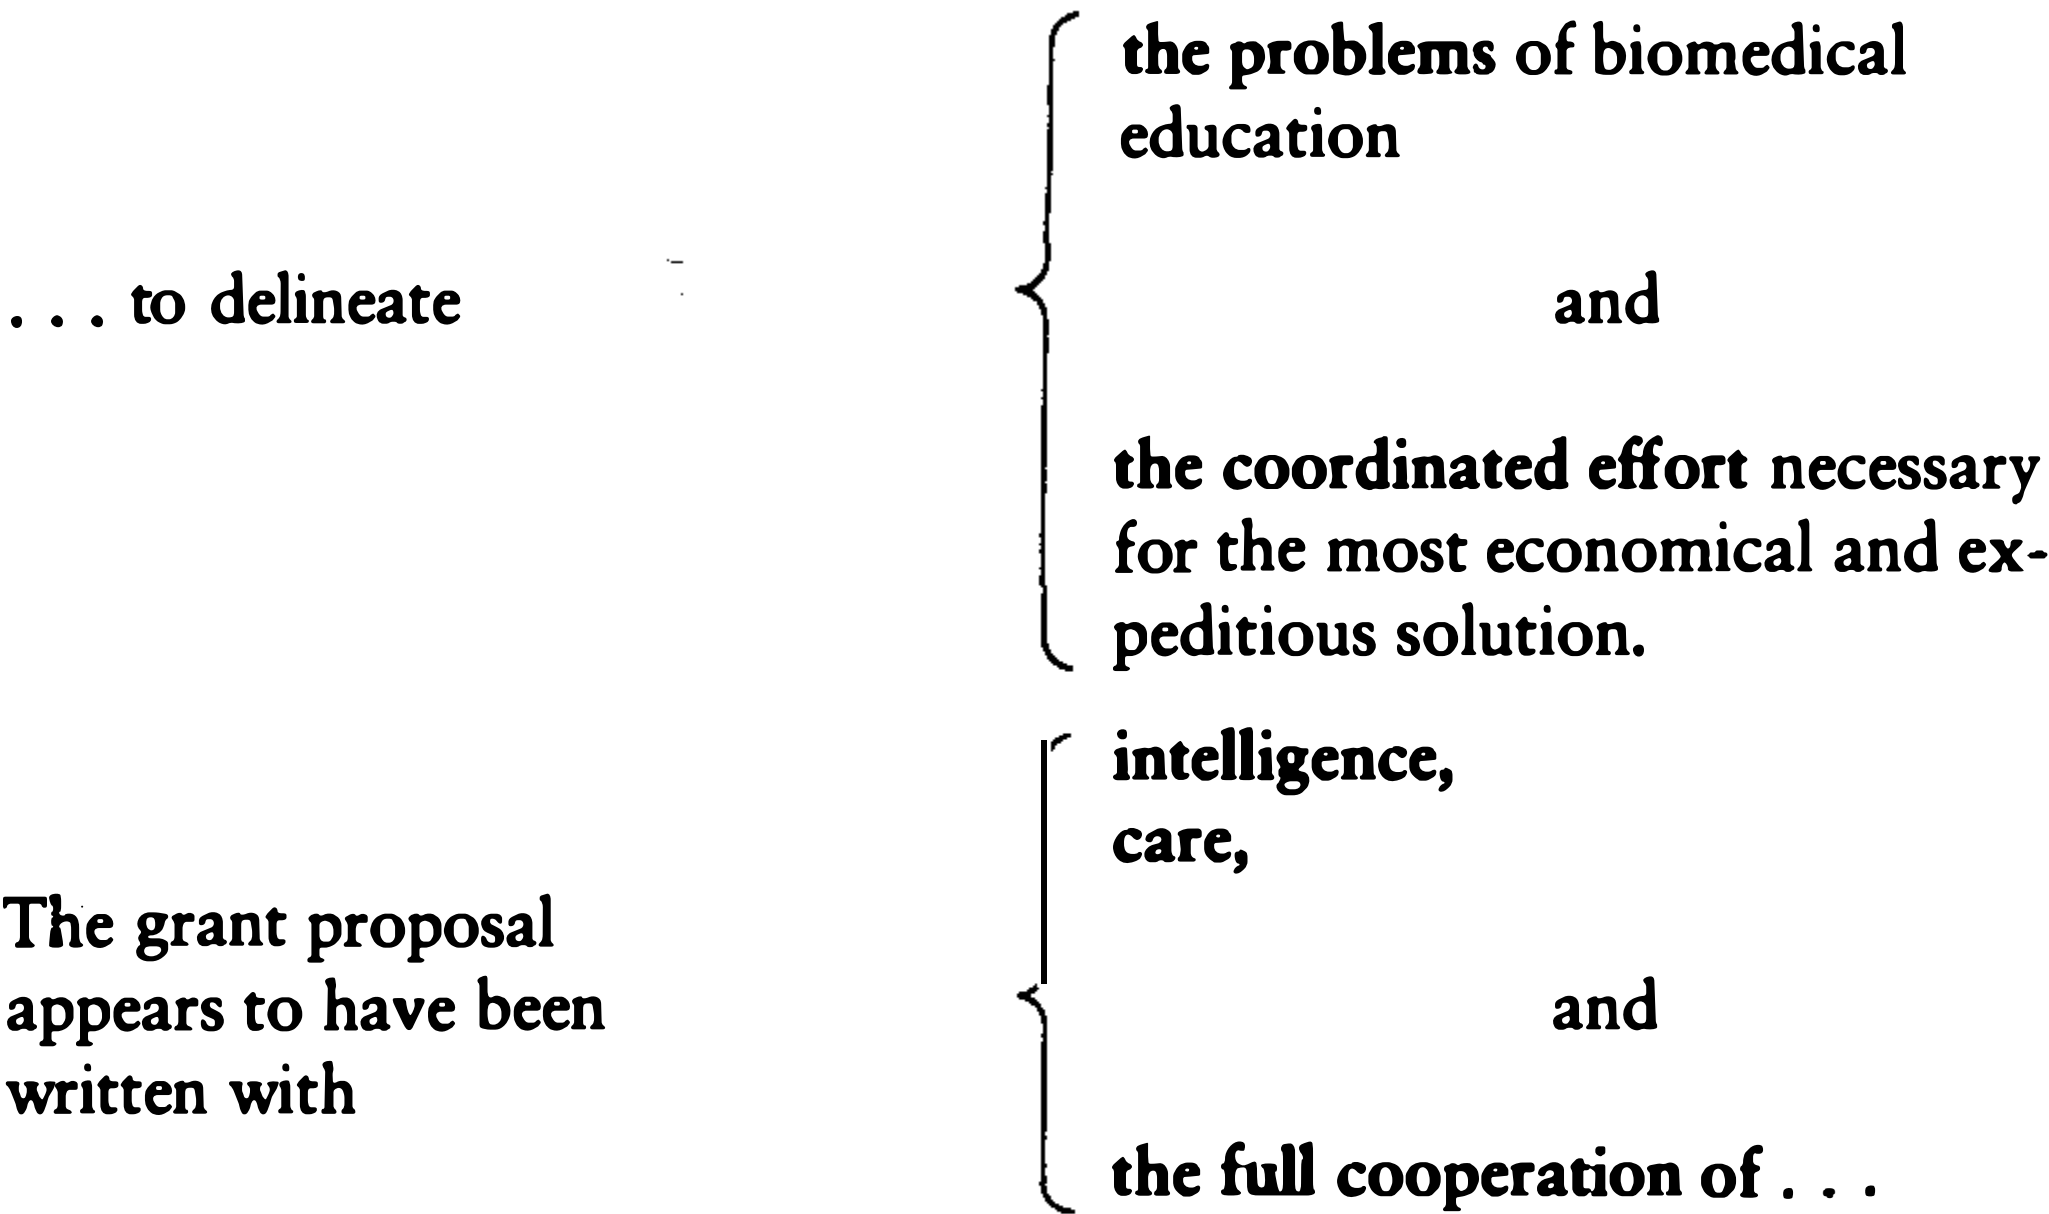 the problems of biomedical
education
. . . to delineate
and
the coordinated effort necessary
for the most economical and ex-
peditious solution.
intelligence,
care,
The grant proposal
appears to have been
written with
and
the full cooperation of . . .